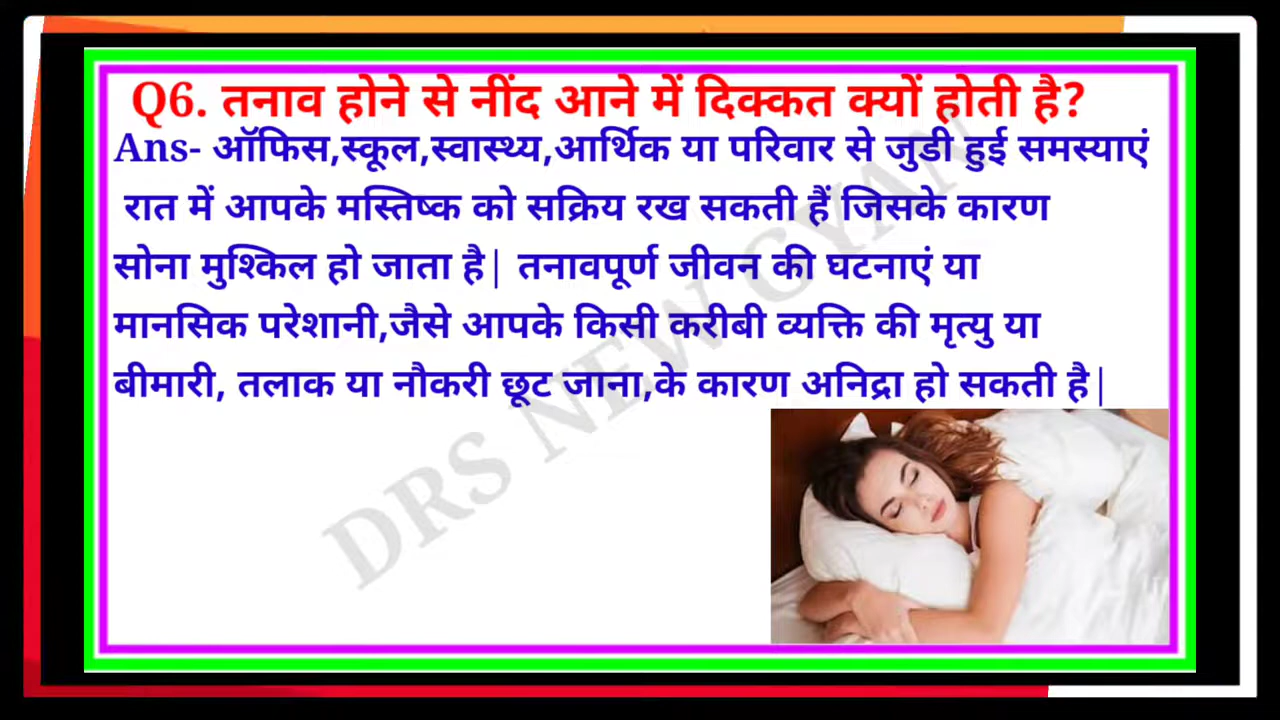 Q6. तनाव होने से नींद आने में दिक्कत क्यों होती है?
Ans- ऑफिस,स्कूल,स्वास्थ्य,आर्थिक या परिवार से जुडी हुई समस्याएं
रात में आपके मस्तिष्क को सक्रिय रख सकती हैं जिसके कारण
सोना मुश्किल हो जाता है| तनावपूर्ण जीवन की घटनाएं या
मानसिक परेशानी,जैसे आपके किसी करीबी व्यक्ति की मृत्यु या
बीमारी, तलाक या नौकरी छूट जाना,के कारण अनिद्रा हो सकती है|
DRS NEW GYAN